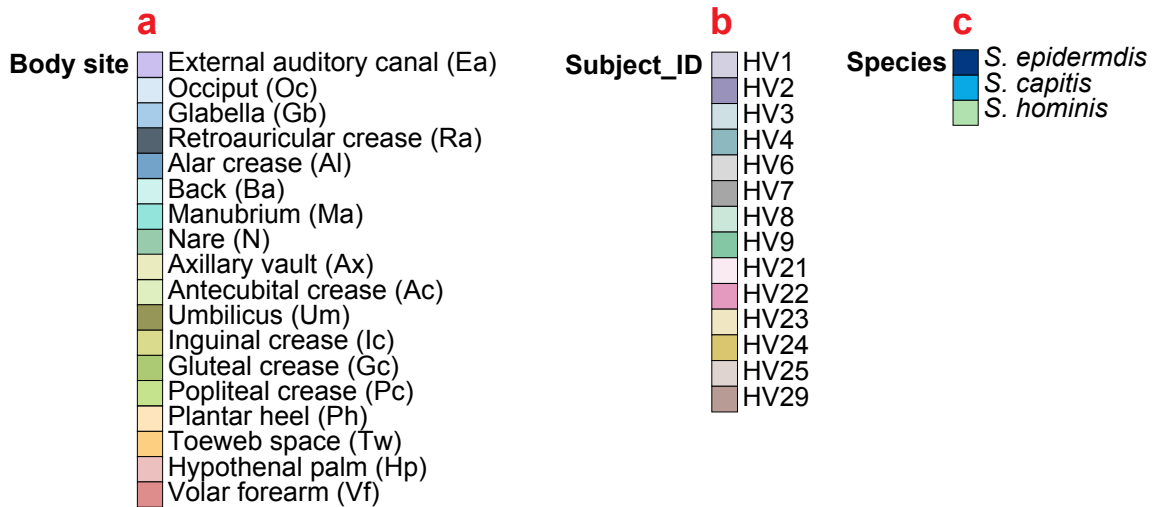 a
Body site
External auditory canal (Ea)
Occiput (Oc)
Glabella (Gb)
Retroauricular crease (Ra)
Alar crease (Al)
Back (Ba)
Manubrium (Ma)
Nare (N)
Axillary vault (Ax)
Antecubital crease (Ac)
Umbilicus (Um)
Inguinal crease (Ic)
Gluteal crease (Gc)
Popliteal crease (Pc)
Plantar heel (Ph)
Toeweb space (Tw)
Hypothenal palm (Hp)
Volar forearm (Vf)
b
Subject_ID
HV1
HV2
HV3
HV4
HV6
HV7
HV8
HV9
HV21
HV22
HV23
HV24
HV25
HV29
c
Species
S. epidermdis
S. capitis
S. hominis